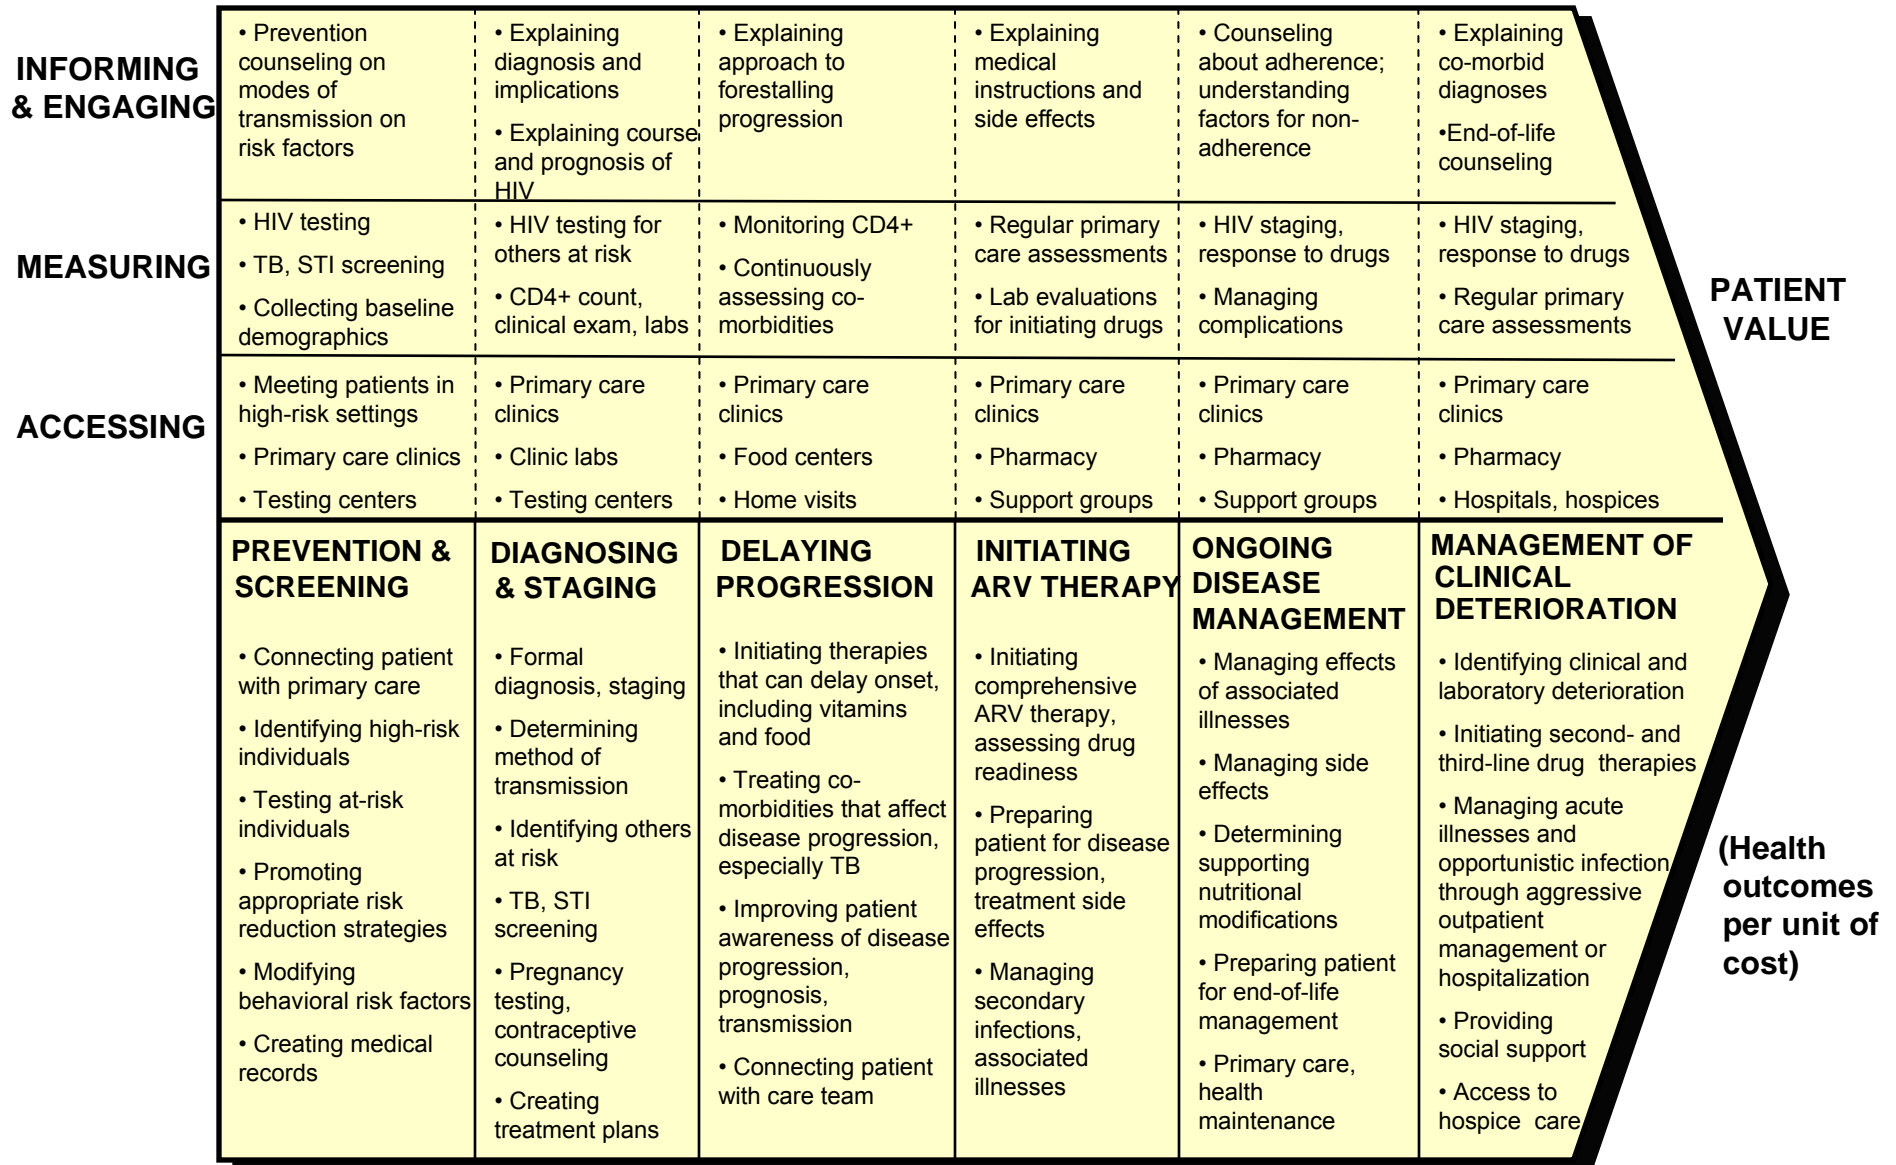 INFORMING
& ENGAGING
• Prevention
counseling on
modes of
transmission on
risk factors
• Explaining
diagnosis and
implications
• Explaining course
and prognosis of
HIV
• Explaining
approach to
forestalling
progression
• Explaining
medical
instructions and
side effects
• Counseling
about adherence;
understanding
factors for non-
adherence
• Explaining
co-morbid
diagnoses
•End-of-life
counseling
MEASURING
• HIV testing
• TB, STI screening
• Collecting baseline
demographics
• HIV testing for
others at risk
• CD4+ count,
clinical exam, labs
• Monitoring CD4+
• Continuously
assessing co-
morbidities
• Regular primary
care assessments
• Lab evaluations
for initiating drugs
• HIV staging,
response to drugs
• Managing
complications
• HIV staging,
response to drugs
• Regular primary
care assessments
ACCESSING
• Meeting patients in
high-risk settings
• Primary care clinics
• Testing centers
• Primary care
clinics
• Clinic labs
• Testing centers
• Primary care
clinics
• Food centers
• Home visits
• Primary care
clinics
• Pharmacy
• Support groups
• Primary care
clinics
• Pharmacy
• Support groups
• Primary care
clinics
• Pharmacy
• Hospitals, hospices
PREVENTION &
SCREENING
• Connecting patient
with primary care
• Identifying high-risk
individuals
• Testing at-risk
individuals
• Promoting
appropriate risk
reduction strategies
• Modifying
behavioral risk factors
• Creating medical
records
DIAGNOSING
& STAGING
• Formal
diagnosis, staging
• Determining
method of
transmission
• Identifying others
at risk
• TB, STI
screening
• Pregnancy
testing,
contraceptive
counseling
• Creating
treatment plans
DELAYING
PROGRESSION
• Initiating therapies
that can delay onset,
including vitamins
and food
• Treating co-
morbidities that affect
disease progression,
especially TB
• Improving patient
awareness of disease
progression,
prognosis,
transmission
• Connecting patient
with care team
INITIATING
ARV THERAPY
• Initiating
comprehensive
ARV therapy,
assessing drug
readiness
• Preparing
patient for disease
progression,
treatment side
effects
• Managing
secondary
infections,
associated
illnesses
ONGOING
DISEASE
MANAGEMENT
• Managing effects
of associated
illnesses
• Managing side
effects
• Determining
supporting
nutritional
modifications
• Preparing patient
for end-of-life
management
• Primary care,
health
maintenance
MANAGEMENT OF
CLINICAL
DETERIORATION
• Identifying clinical and
laboratory deterioration
• Initiating second- and
third-line drug therapies
• Managing acute
illnesses and
opportunistic infection
through aggressive
outpatient
management or
hospitalization
• Providing
social support
• Access to
hospice care
PATIENT
VALUE
(Health
outcomes
per unit of
cost)